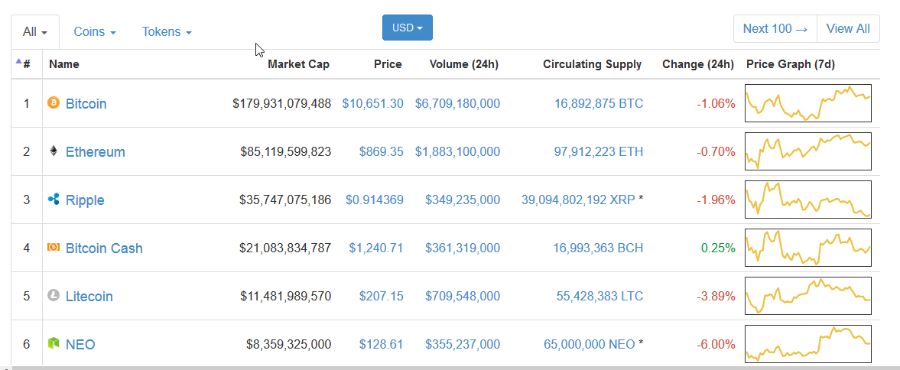 All Coins Tokens USD Next 100 → View All
# Name Market Cap Price Volume (24h) Circulating Supply Change (24h) Price Graph (7d)
1 Bitcoin $179,931,079,488 $10,651.30 $6,709,180,000 16,892,875 BTC -1.06%
2 Ethereum $85,119,599,823 $869.35 $1,883,100,000 97,912,223 ETH -0.70%
3 Ripple $35,747,075,186 $0.914369 $349,235,000 39,094,802,192 XRP * -1.96%
4 Bitcoin Cash $21,083,834,787 $1,240.71 $361,319,000 16,993,363 BCH 0.25%
5 Litecoin $11,481,989,570 $207.15 $709,548,000 55,428,383 LTC -3.89%
6 NEO $8,359,325,000 $128.61 $355,237,000 65,000,000 NEO * -6.00%